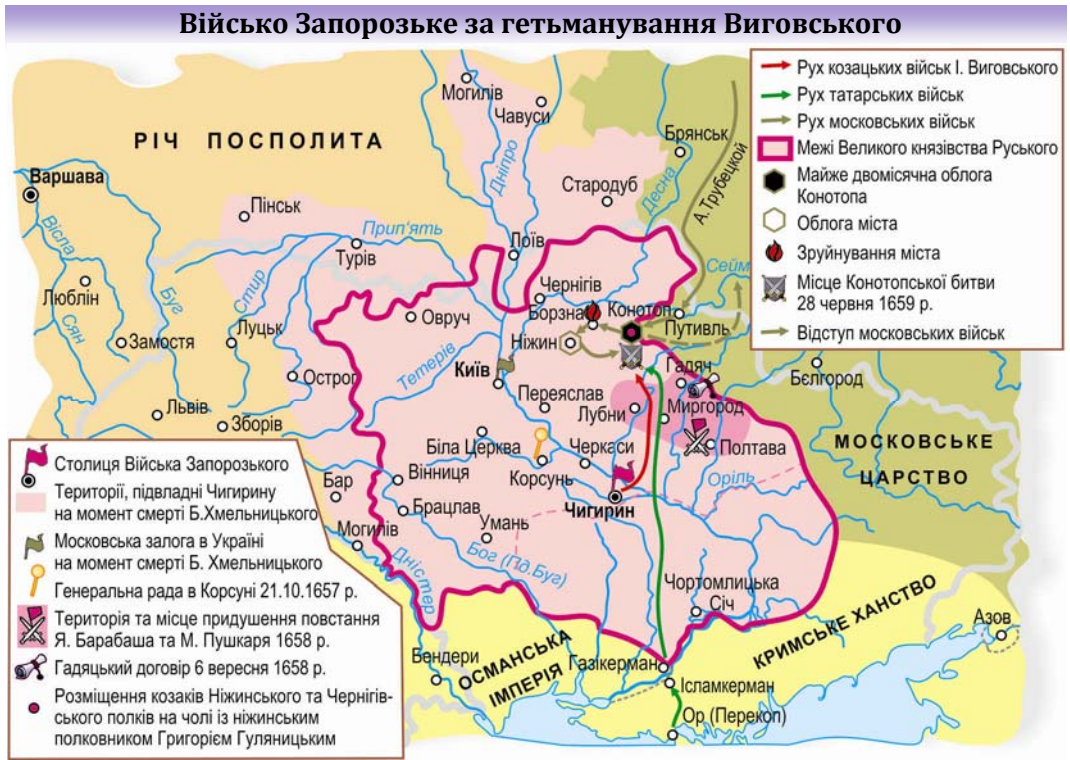 Військо Запорозьке за гетьманування Виговського
Рух козацьких військ І. Виговського
Рух татарських військ
Рух московських військ
Межі Великого князівства Руського
Майже двомісячна облога
Конотопа
Облога міста
Зруйнування міста
Місце Конотопської битви
28 червня 1659 р.
Відступ московських військ
РІЧ ПОСПОЛИТА
Варшава
Могилів
Чавуси
Дніпро
Брянськ
Стародуб
Десна
А.Трубецкой
Пінськ
Прип'ять
Турів
Лоїв
Сейм
Вісла
Люблін
Сян
Буг
Замостя
Стир
Луцьк
Овруч
Чернігів
Борзна
Конотоп
Путивль
Ніжин
Острог
Тетерів
Київ
Гадяч
Бєлгород
Переяслав
Лубни
Миргород
Львів
Зборів
Біла Церква
Черкаси
Полтава
Корсунь
МОСКОВСЬКЕ
ЦАРСТВО
Вінниця
Бар
Оріль
Чигирин
Брацлав
Умань
Могилів
Бог (Пд.Буг)
Дністер
Чортомлицька
Січ
Бендери
ОСМАНСЬКА
ІМПЕРІЯ
Газікерман
КРИМСЬКЕ ХАНСТВО
Азов
Ісламкерман
Ор (Перекоп)
Столиця Війська Запорозького
Території, підвладні Чигирину
на момент смерті Б.Хмельницького
Московська залога в Україні
на момент смерті Б. Хмельницького
Генеральна рада в Корсуні 21.10.1657 р.
Територія та місце придушення повстання
Я. Барабаша та М. Пушкаря 1658 р.
Гадяцький договір 6 вересня 1658 р.
Розміщення козаків Ніжинського та Чернігів-
ського полків на чолі із ніжинським
полковником Григорієм Гуляницьким